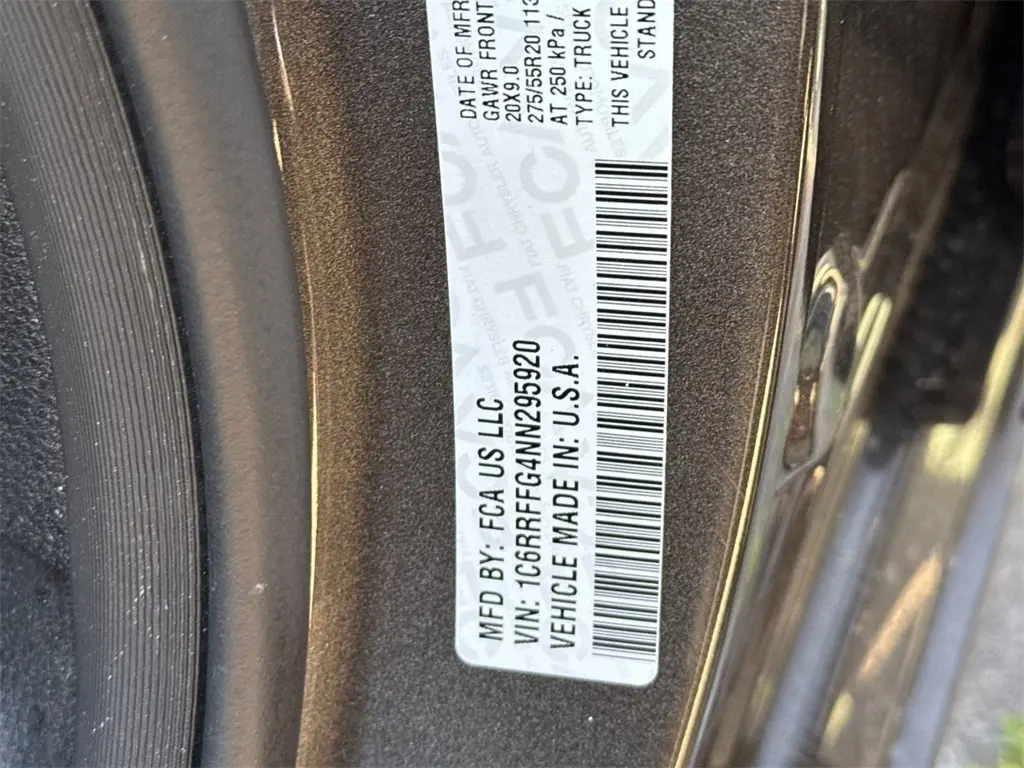 MFD BY: FCA US LLC
VIN: 1C6RRFFG4NN295920
VEHICLE MADE IN: U.S.A.
DATE OF MFR
GAWR FRONT
20X9.0
275/55R20 113
AT 250 kPa /
TYPE: TRUCK
THIS VEHICLE
STAND